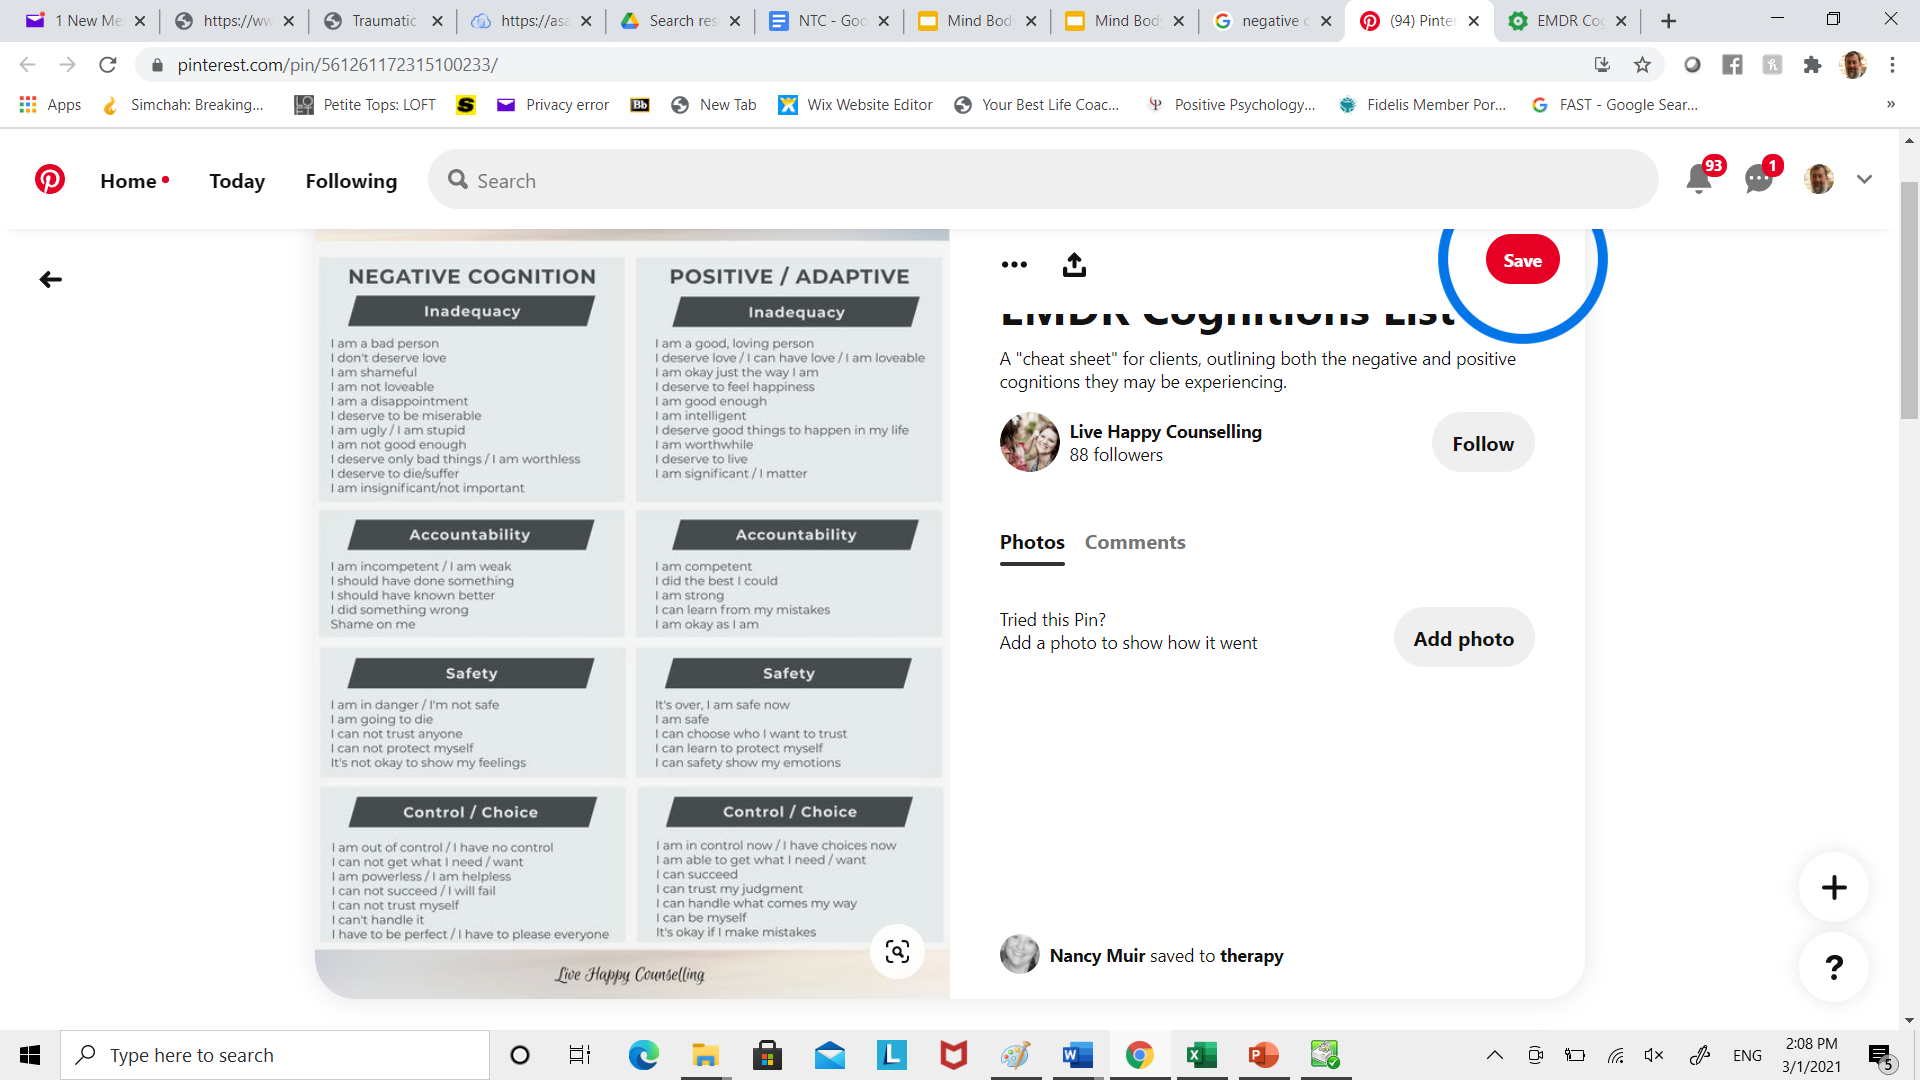 1 New Me
https://ww
Traumatic
https://asa
Search res
NTC - Goo
Mind Bod
Mind Body
negative c
(94) Pinter
EMDR Cog
pinterest.com/pin/561261172315100233/
Apps
Simchah: Breaking...
Petite Tops: LOFT
S
Privacy error
Bb
New Tab
Wix Website Editor
Your Best Life Coac...
Positive Psychology...
Fidelis Member Por...
FAST - Google Sear...
»
Home
Today
Following
Search
93
1
Save
EMDR Cognitions List
A "cheat sheet" for clients, outlining both the negative and positive
cognitions they may be experiencing.
Live Happy Counselling
88 followers
Follow
Photos
Comments
Tried this Pin?
Add a photo to show how it went
Add photo
Nancy Muir saved to therapy
NEGATIVE COGNITION
Inadequacy
I am a bad person
I don't deserve love
I am shameful
I am not loveable
I am a disappointment
I deserve to be miserable
I am ugly / I am stupid
I am not good enough
I deserve only bad things / I am worthless
I deserve to die/suffer
I am insignificant/not important
POSITIVE / ADAPTIVE
Inadequacy
I am a good, loving person
I deserve love / I can have love / I am loveable
I am okay just the way I am
I deserve to feel happiness
I am good enough
I am intelligent
I deserve good things to happen in my life
I am worthwhile
I deserve to live
I am significant / I matter
Accountability
I am incompetent / I am weak
I should have done something
I should have known better
I did something wrong
Shame on me
Accountability
I am competent
I did the best I could
I am strong
I can learn from my mistakes
I am okay as I am
Safety
I am in danger / I'm not safe
I am going to die
I can not trust anyone
I can not protect myself
It's not okay to show my feelings
Safety
It's over, I am safe now
I am safe
I can choose who I want to trust
I can learn to protect myself
I can safety show my emotions
Control / Choice
I am out of control / I have no control
I can not get what I need / want
I am powerless / I am helpless
I can not succeed / I will fail
I can not trust myself
I can't handle it
I have to be perfect / I have to please everyone
Control / Choice
I am in control now / I have choices now
I am able to get what I need / want
I can succeed
I can trust my judgment
I can handle what comes my way
I can be myself
It's okay if I make mistakes
Live Happy Counselling
?
Type here to search
ENG
2:08 PM
3/1/2021
5